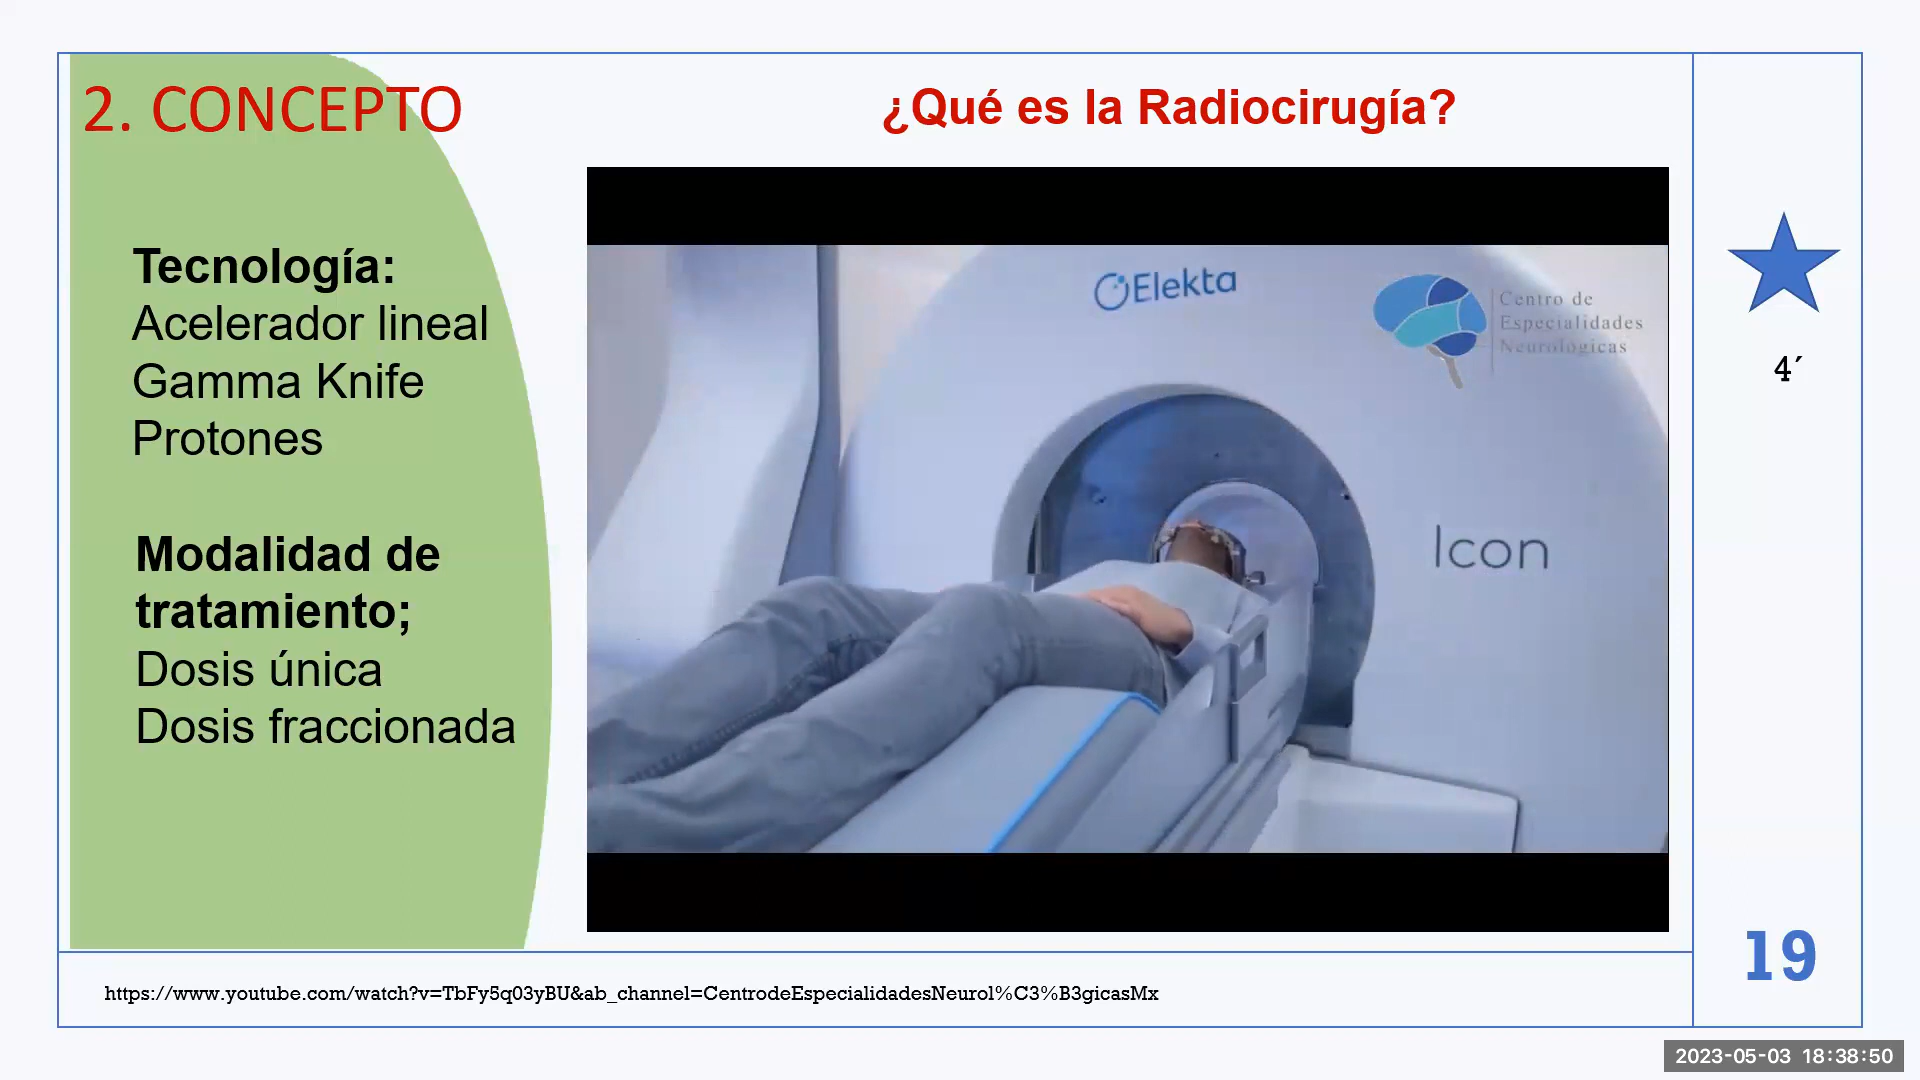 2. CONCEPTO
¿Qué es la Radiocirugía?
Tecnología:
Acelerador lineal
Gamma Knife
Protones
Modalidad de
tratamiento;
Dosis única
Dosis fraccionada
Elekta
Centro de
Especialidades
Neurológicas
Icon
4´
19
https://www.youtube.com/watch?v=TbFy5q03yBU&ab_channel=CentrodeEspecialidadesNeurol%C3%B3gicasMx
2023-05-03 18:38:50